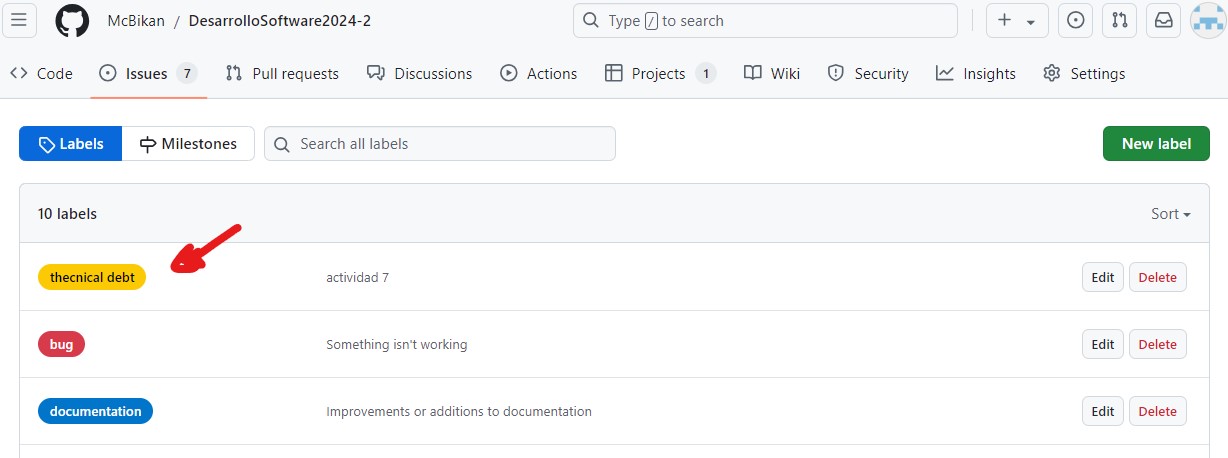 McBikan / DesarrolloSoftware2024-2 Type / to search
Code Issues 7 Pull requests Discussions Actions Projects 1 Wiki Security Insights Settings
Labels Milestones Search all labels New label
10 labels Sort
thecnical debt actividad 7 Edit Delete
bug Something isn't working Edit Delete
documentation Improvements or additions to documentation Edit Delete